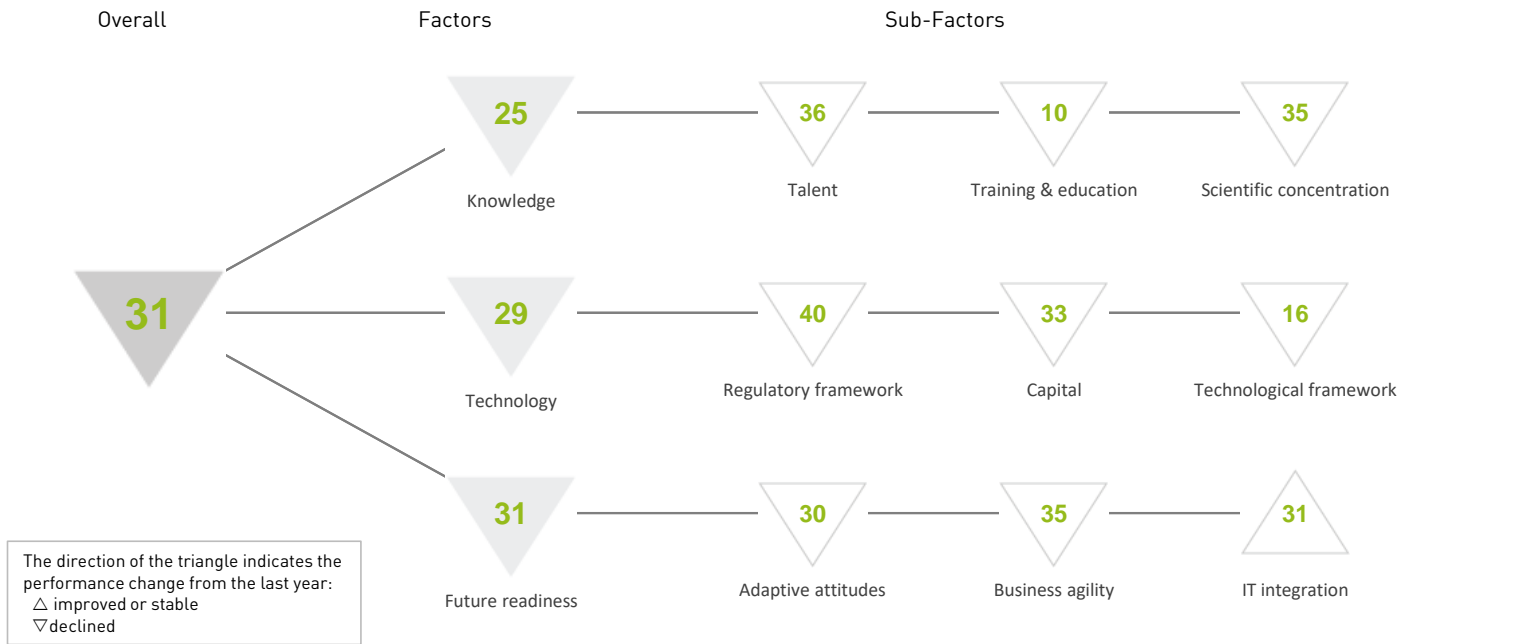 Overall Factors Sub-Factors
25 36 10 35
Knowledge Talent Training & education Scientific concentration
31 29 40 33 16
Technology Regulatory framework Capital Technological framework
31 30 35 31
Future readiness Adaptive attitudes Business agility IT integration
The direction of the triangle indicates the
performance change from the last year:
△ improved or stable
▽declined